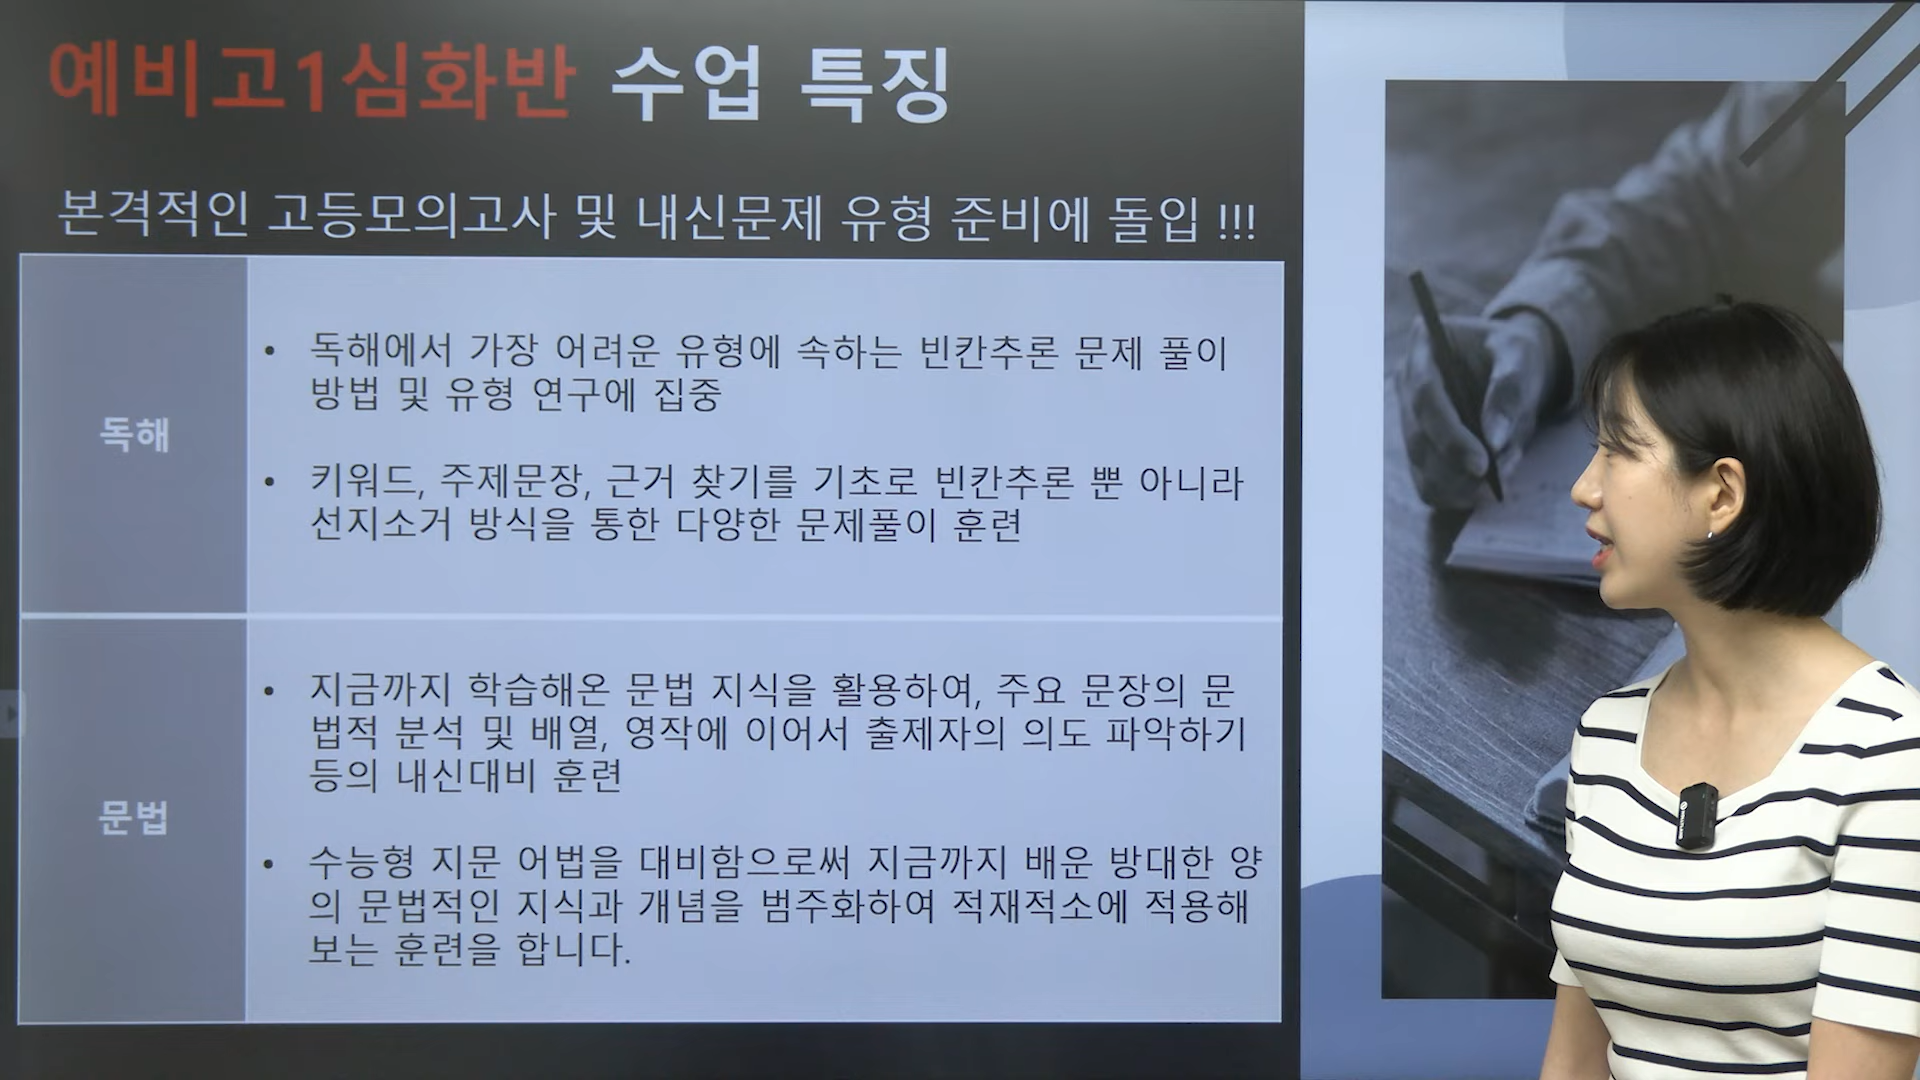 예비고1심화반 수업 특징
본격적인 고등모의고사 및 내신문제 유형 준비에 돌입 !!!
독해
• 독해에서 가장 어려운 유형에 속하는 빈칸추론 문제 풀이
방법 및 유형 연구에 집중
• 키워드, 주제문장, 근거 찾기를 기초로 빈칸추론 뿐 아니라
선지소거 방식을 통한 다양한 문제풀이 훈련
문법
• 지금까지 학습해온 문법 지식을 활용하여, 주요 문장의 문
법적 분석 및 배열, 영작에 이어서 출제자의 의도 파악하기
등의 내신대비 훈련
• 수능형 지문 어법을 대비함으로써 지금까지 배운 방대한 양
의 문법적인 지식과 개념을 범주화하여 적재적소에 적용해
보는 훈련을 합니다.